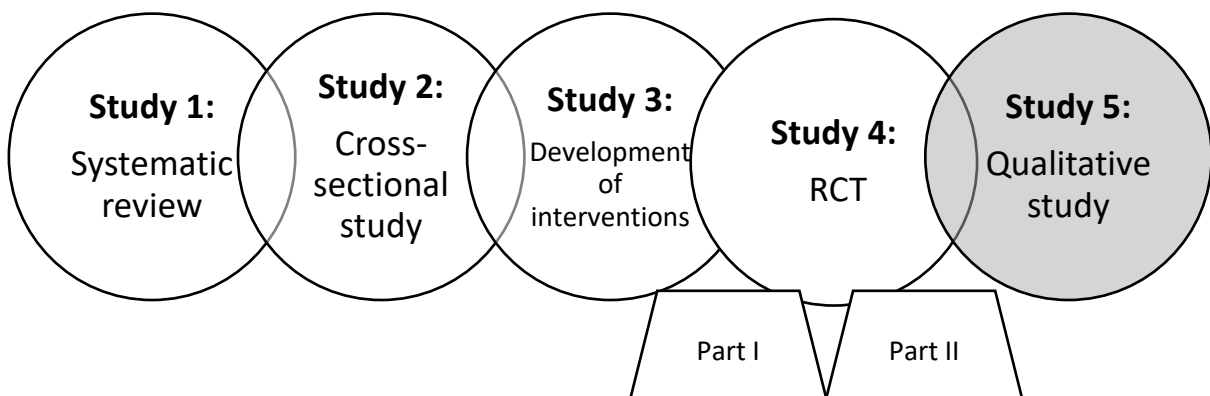 Study 1:
Systematic
review
Study 2:
Cross-
sectional
study
Study 3:
Development
of
interventions
Study 4:
RCT
Study 5:
Qualitative
study
Part I
Part II